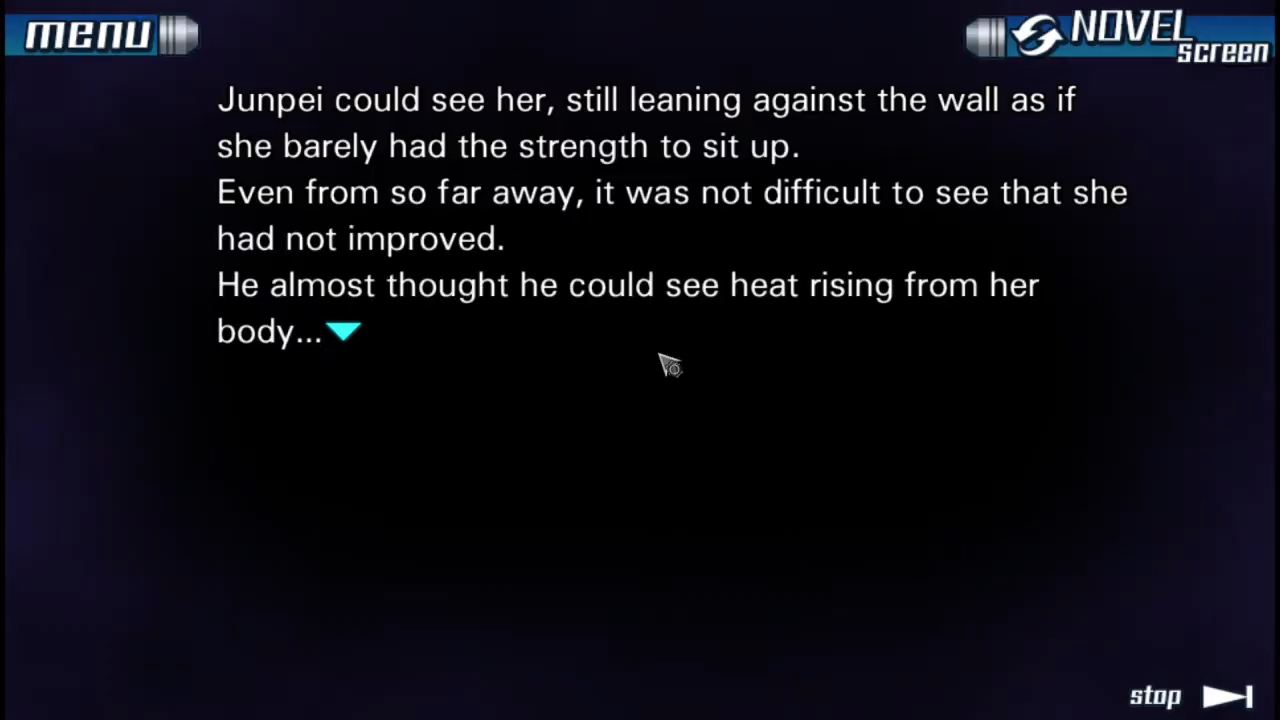 menu
NOVEL
screen
Junpei could see her, still leaning against the wall as if
she barely had the strength to sit up.
Even from so far away, it was not difficult to see that she
had not improved.
He almost thought he could see heat rising from her
body...
stop